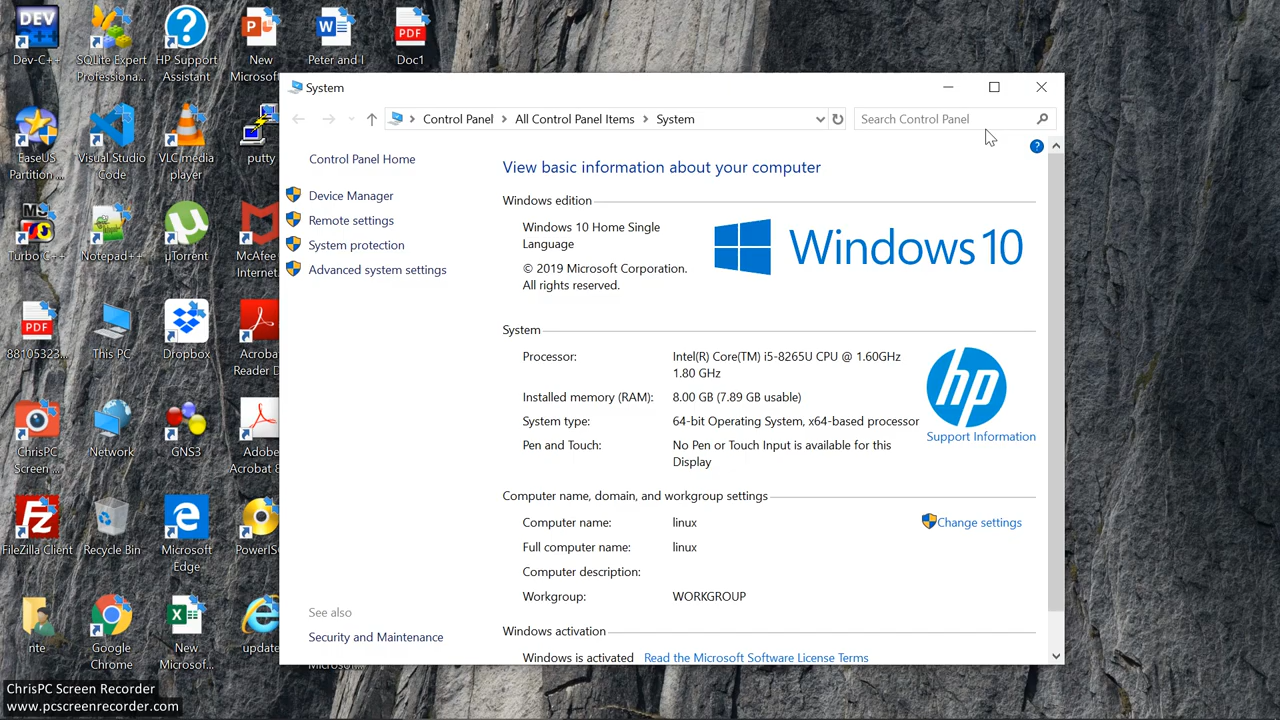 DEV
C++
Dev-C++
SQLite Expert
Professiona...
HP Support
Assistant
New
Microsof
Peter and I
PDF
Doc1
EaseUS
Partition ...
Visual Studio
Code
VLC media
player
putty
MS
Turbo C++
Notepad++
µTorrent
McAfee
Internet.
PDF
88105323...
This PC
Dropbox
Acroba
Reader D
ChrisPC
Screen ...
Network
GNS3
Adobe
Acrobat 8
FileZilla Client
Recycle Bin
Microsoft
Edge
PowerIS
nte
Google
Chrome
New
Microsof...
update
System
Control Panel
All Control Panel Items
System
Search Control Panel
Control Panel Home
Device Manager
Remote settings
System protection
Advanced system settings
See also
Security and Maintenance
View basic information about your computer
Windows edition
Windows 10 Home Single
Language
© 2019 Microsoft Corporation.
All rights reserved.
Windows 10
System
Processor: Intel(R) Core(TM) i5-8265U CPU @ 1.60GHz
1.80 GHz
Installed memory (RAM): 8.00 GB (7.89 GB usable)
System type: 64-bit Operating System, x64-based processor
Pen and Touch: No Pen or Touch Input is available for this
Display
hp
Support Information
Computer name, domain, and workgroup settings
Computer name: linux
Change settings
Full computer name: linux
Computer description:
Workgroup: WORKGROUP
Windows activation
Windows is activated Read the Microsoft Software License Terms
ChrisPC Screen Recorder
www.pcscreenrecorder.com